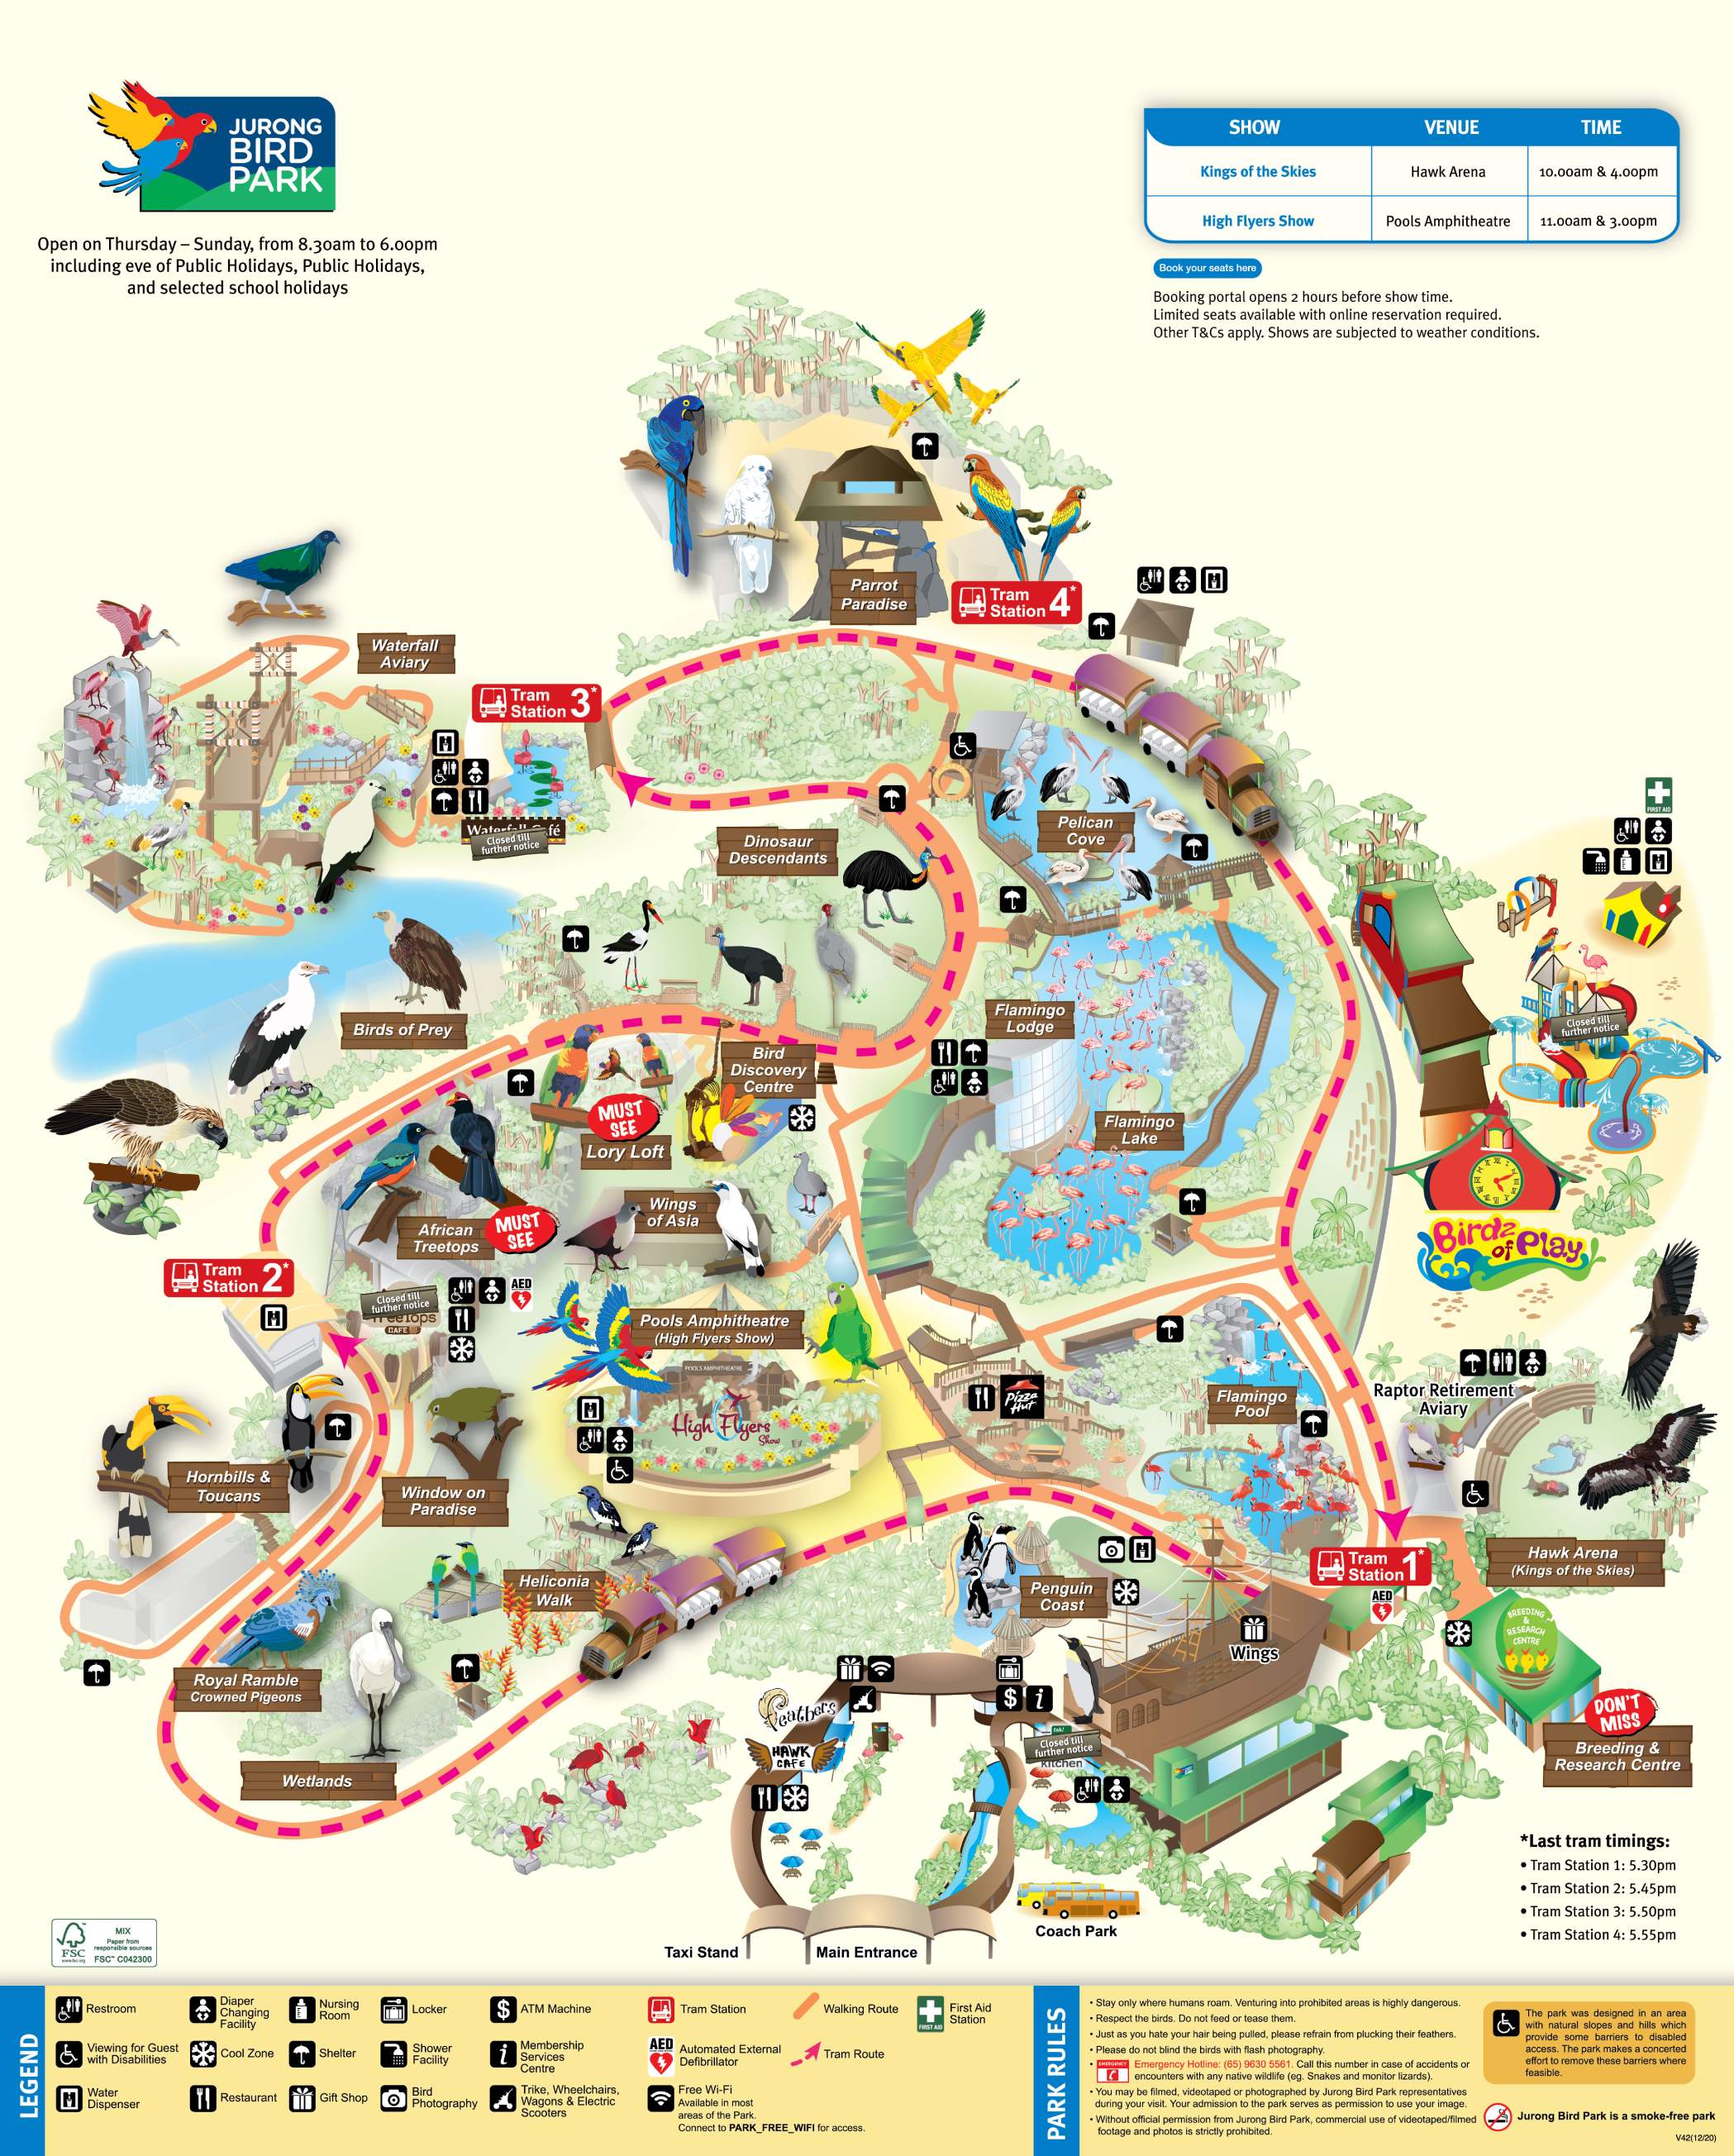 JURONG
BIRD
PARK
Open on Thursday – Sunday, from 8.30am to 6.00pm
including eve of Public Holidays, Public Holidays,
and selected school holidays
SHOW VENUE TIME
Kings of the Skies Hawk Arena 10.00am & 4.00pm
High Flyers Show Pools Amphitheatre 11.00am & 3.00pm
Book your seats here
Booking portal opens 2 hours before show time.
Limited seats available with online reservation required.
Other T&Cs apply. Shows are subjected to weather conditions.
Parrot
Paradise
Tram
Station 4*
Waterfall
Aviary
Tram
Station 3*
Closed till
further notice
Dinosaur
Descendants
Pelican
Cove
FIRST AID
Closed till
further notice
Birds of Prey
Flamingo
Lodge
Bird
Discovery
Centre
MUST
SEE
Lory Loft
Flamingo
Lake
African
Treetops
MUST
SEE
Wings
of Asia
Birdz
of Play
Tram
Station 2*
Closed till
further notice
TreeTops
CAFE
AED
Pools Amphitheatre
(High Flyers Show)
POOLS AMPHITHEATRE
High Flyers
Show
Pizza
Hut
Flamingo
Pool
Raptor Retirement
Aviary
Hornbills &
Toucans
Window on
Paradise
Tram
Station 1*
AED
Hawk Arena
(Kings of the Skies)
Heliconia
Walk
Penguin
Coast
Wings
BREEDING
&
RESEARCH
CENTRE
Royal Ramble
Crowned Pigeons
DON'T
MISS
Breeding &
Research Centre
Feathers
HAWK
CAFE
$ i
Closed till
further notice
Kitchen
Wetlands
*Last tram timings:
• Tram Station 1: 5.30pm
• Tram Station 2: 5.45pm
• Tram Station 3: 5.50pm
• Tram Station 4: 5.55pm
Coach Park
Taxi Stand
Main Entrance
FSC
www.fsc.org
MIX
Paper from
responsible sources
FSC™ C042300
LEGEND
Restroom
Diaper
Changing
Facility
Nursing
Room
Locker
$ ATM Machine
Tram Station
Walking Route
FIRST AID
First Aid
Station
Viewing for Guest
with Disabilities
Cool Zone
Shelter
Shower
Facility
i Membership
Services
Centre
AED
Automated External
Defibrillator
Tram Route
Water
Dispenser
Restaurant
Gift Shop
Bird
Photography
Trike, Wheelchairs,
Wagons & Electric
Scooters
Free Wi-Fi
Available in most
areas of the Park.
Connect to PARK_FREE_WIFI for access.
PARK RULES
• Stay only where humans roam. Venturing into prohibited areas is highly dangerous.
• Respect the birds. Do not feed or tease them.
• Just as you hate your hair being pulled, please refrain from plucking their feathers.
• Please do not blind the birds with flash photography.
• EMERGENCY Emergency Hotline: (65) 9630 5561. Call this number in case of accidents or
encounters with any native wildlife (eg. Snakes and monitor lizards).
• You may be filmed, videotaped or photographed by Jurong Bird Park representatives
during your visit. Your admission to the park serves as permission to use your image.
• Without official permission from Jurong Bird Park, commercial use of videotaped/filmed
footage and photos is strictly prohibited.
The park was designed in an area
with natural slopes and hills which
provide some barriers to disabled
access. The park makes a concerted
effort to remove these barriers where
feasible.
Jurong Bird Park is a smoke-free park
V42(12/20)